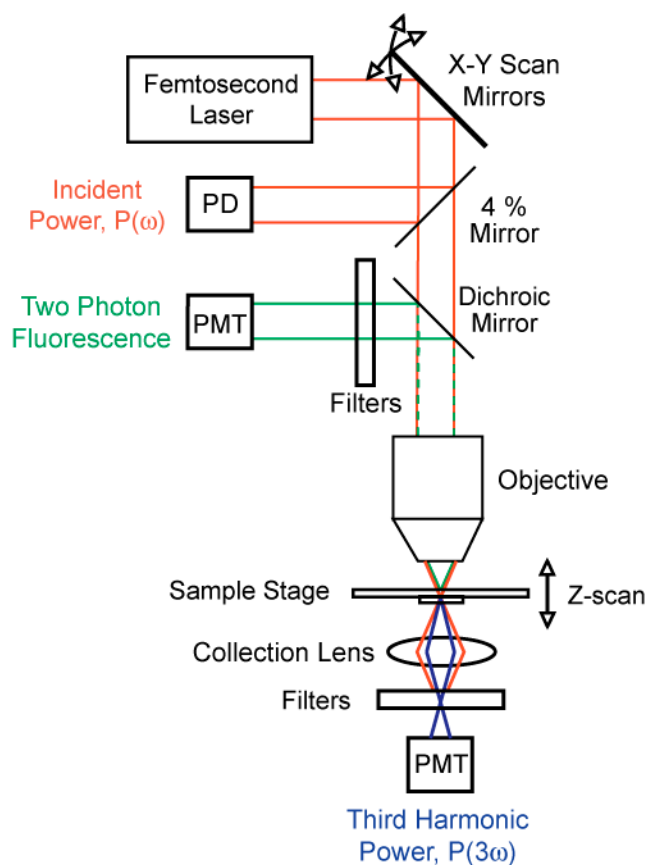 X-Y Scan
Mirrors
Femtosecond
Laser
Incident
Power, P(ω)
PD
4 %
Mirror
Two Photon
Fluorescence
PMT
Dichroic
Mirror
Filters
Objective
Sample Stage
Z-scan
Collection Lens
Filters
PMT
Third Harmonic
Power, P(3ω)